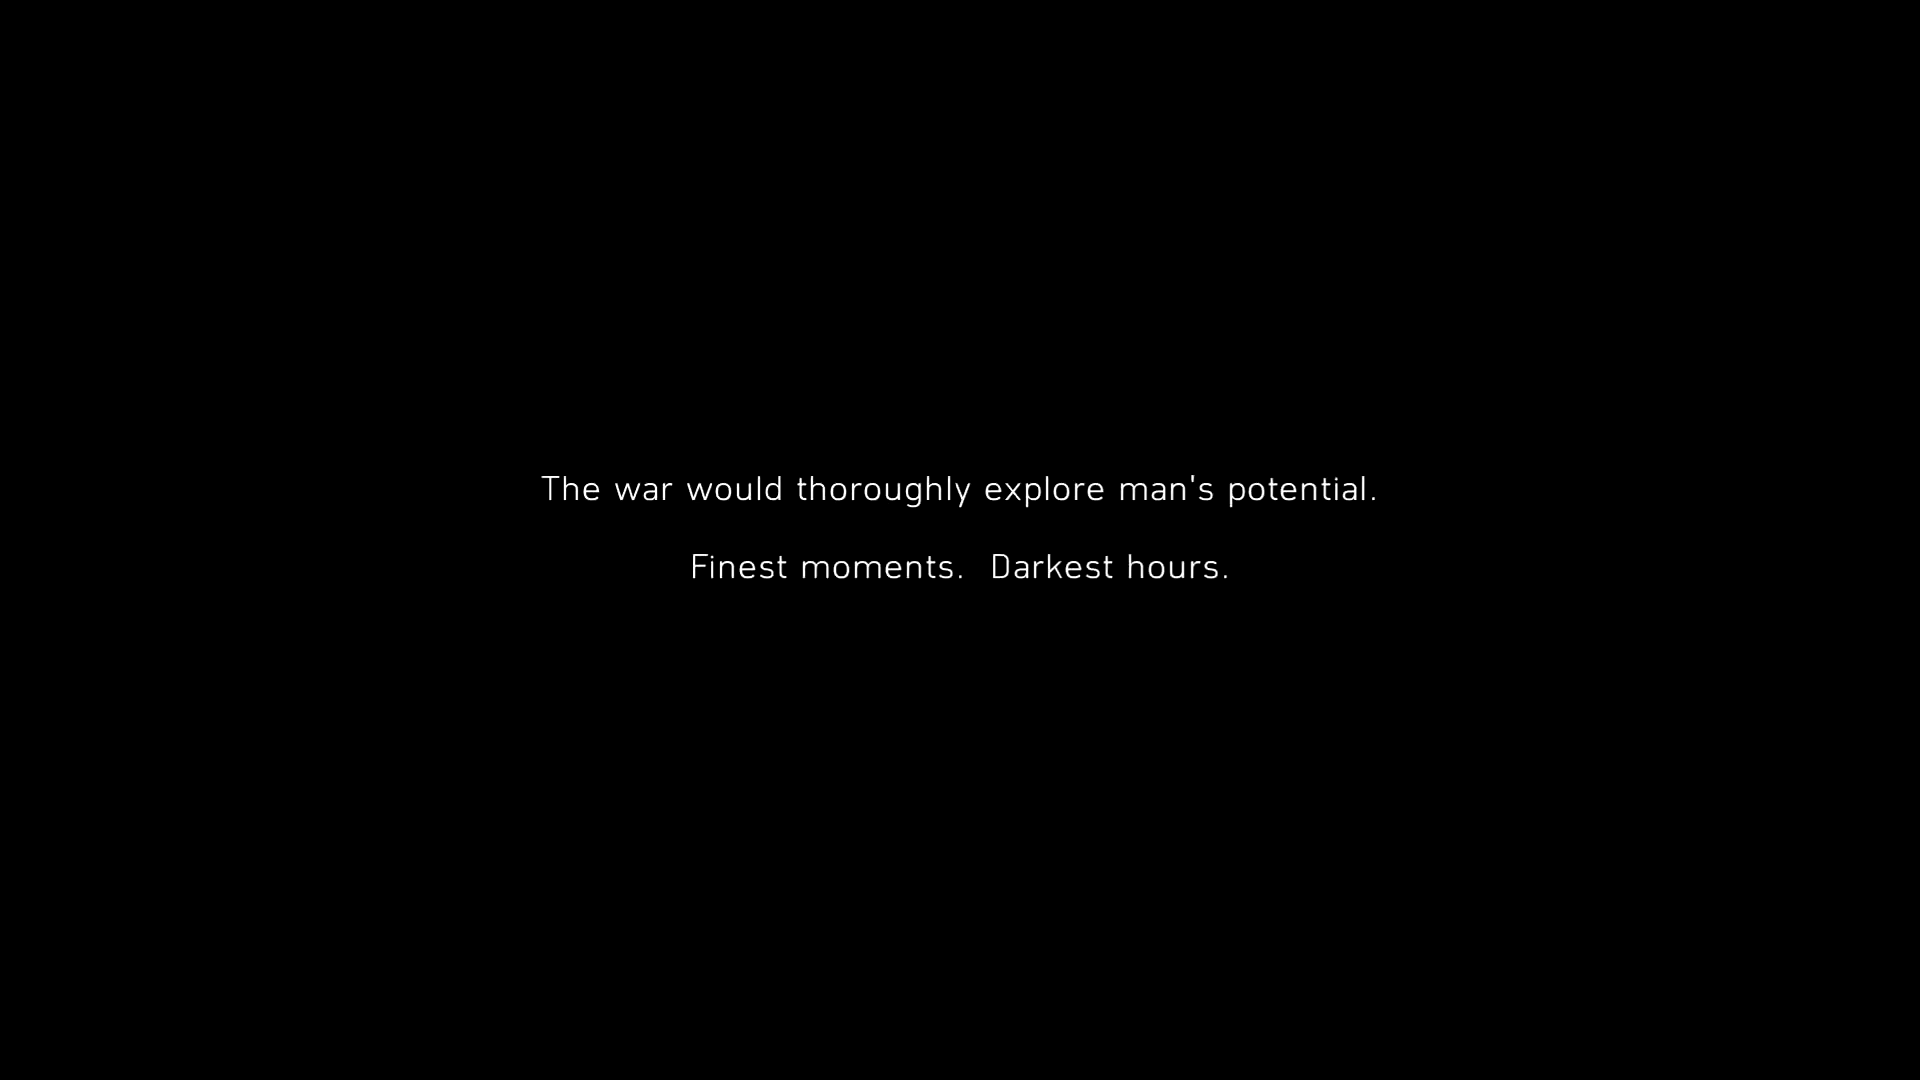 The war would thoroughly explore man's potential.
Finest moments.  Darkest hours.